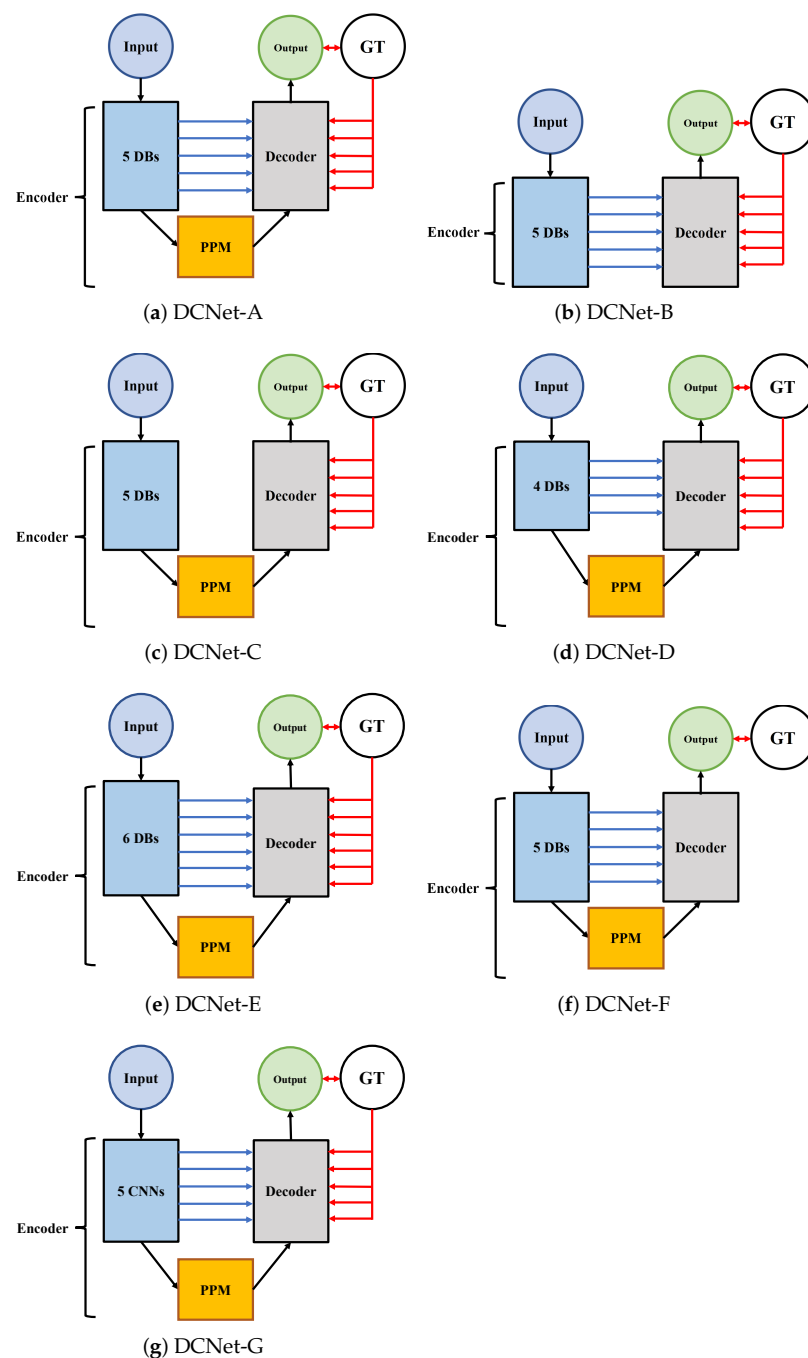 Input
Output
GT
5 DBs
Decoder
Encoder
PPM
(a) DCNet-A
Input
Output
GT
5 DBs
Decoder
Encoder
(b) DCNet-B
Input
Output
GT
5 DBs
Decoder
Encoder
PPM
(c) DCNet-C
Input
Output
GT
4 DBs
Decoder
Encoder
PPM
(d) DCNet-D
Input
Output
GT
6 DBs
Decoder
Encoder
PPM
(e) DCNet-E
Input
Output
GT
5 DBs
Decoder
Encoder
PPM
(f) DCNet-F
Input
Output
GT
5 CNNs
Decoder
Encoder
PPM
(g) DCNet-G